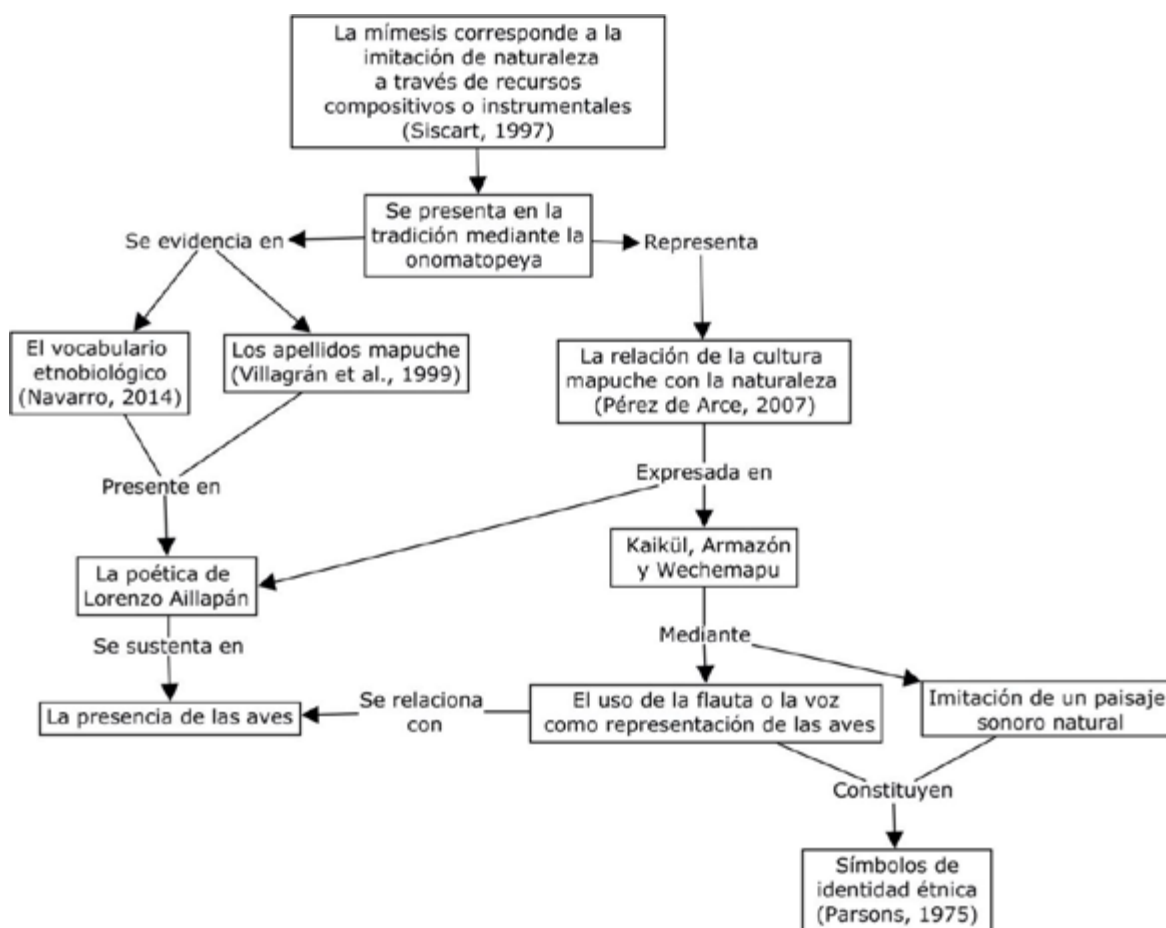 La mímesis corresponde a la
imitación de naturaleza
a través de recursos
compositivos o instrumentales
(Siscart, 1997)
Se presenta en la
tradición mediante la
onomatopeya
Se evidencia en
Representa
El vocabulario
etnobiológico
(Navarro, 2014)
Los apellidos mapuche
(Villagrán et al., 1999)
La relación de la cultura
mapuche con la naturaleza
(Pérez de Arce, 2007)
Presente en
Expresada en
La poética de
Lorenzo Aillapán
Kaikül, Armazón
y Wechemapu
Se sustenta en
Mediante
La presencia de las aves
Se relaciona
con
El uso de la flauta o la voz
como representación de las aves
Imitación de un paisaje
sonoro natural
Constituyen
Símbolos de
identidad étnica
(Parsons, 1975)